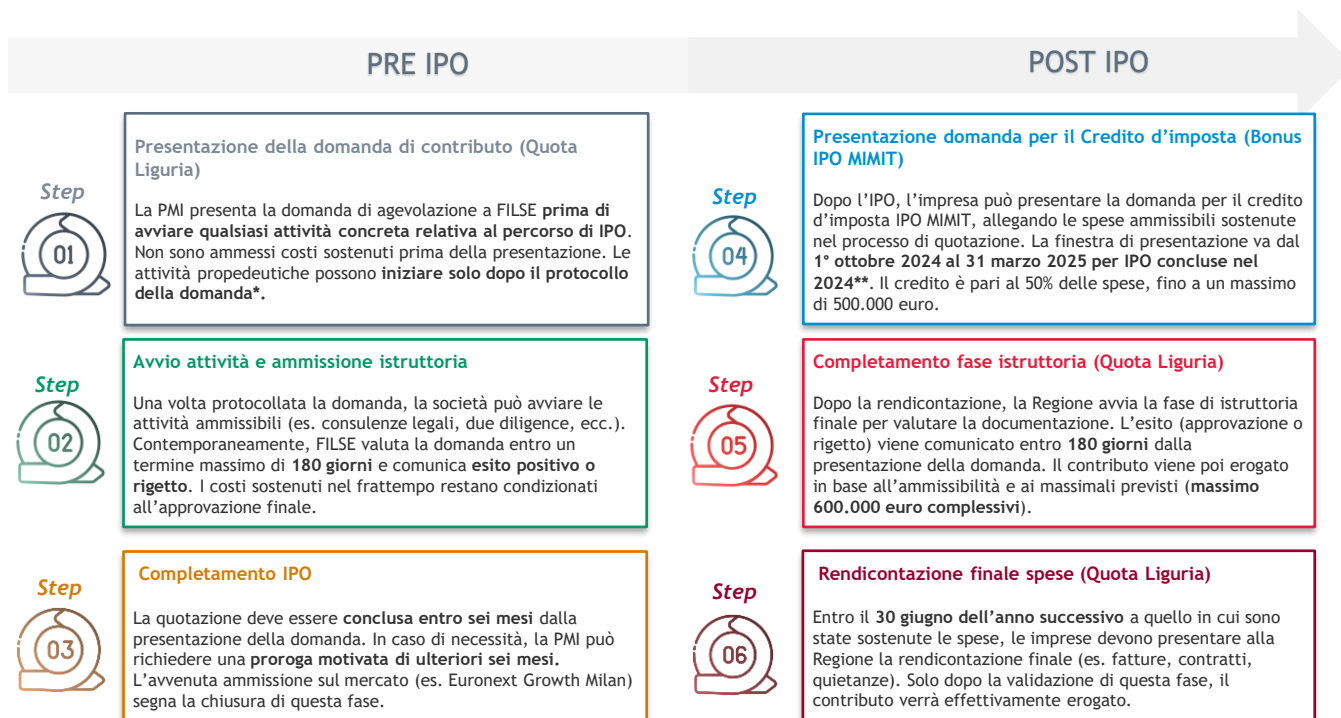 PRE IPO
POST IPO
Step
01
Presentazione della domanda di contributo (Quota
Liguria)
La PMI presenta la domanda di agevolazione a FILSE prima di
avviare qualsiasi attività concreta relativa al percorso di IPO.
Non sono ammessi costi sostenuti prima della presentazione. Le
attività propedeutiche possono iniziare solo dopo il protocollo
della domanda*.
Step
02
Avvio attività e ammissione istruttoria
Una volta protocollata la domanda, la società può avviare le
attività ammissibili (es. consulenze legali, due diligence, ecc.).
Contemporaneamente, FILSE valuta la domanda entro un
termine massimo di 180 giorni e comunica esito positivo o
rigetto. I costi sostenuti nel frattempo restano condizionati
all’approvazione finale.
Step
03
Completamento IPO
La quotazione deve essere conclusa entro sei mesi dalla
presentazione della domanda. In caso di necessità, la PMI può
richiedere una proroga motivata di ulteriori sei mesi.
L’avvenuta ammissione sul mercato (es. Euronext Growth Milan)
segna la chiusura di questa fase.
Step
04
Presentazione domanda per il Credito d’imposta (Bonus
IPO MIMIT)
Dopo l’IPO, l’impresa può presentare la domanda per il credito
d’imposta IPO MIMIT, allegando le spese ammissibili sostenute
nel processo di quotazione. La finestra di presentazione va dal
1° ottobre 2024 al 31 marzo 2025 per IPO concluse nel
2024**. Il credito è pari al 50% delle spese, fino a un massimo
di 500.000 euro.
Step
05
Completamento fase istruttoria (Quota Liguria)
Dopo la rendicontazione, la Regione avvia la fase di istruttoria
finale per valutare la documentazione. L’esito (approvazione o
rigetto) viene comunicato entro 180 giorni dalla
presentazione della domanda. Il contributo viene poi erogato
in base all’ammissibilità e ai massimali previsti (massimo
600.000 euro complessivi).
Step
06
Rendicontazione finale spese (Quota Liguria)
Entro il 30 giugno dell’anno successivo a quello in cui sono
state sostenute le spese, le imprese devono presentare alla
Regione la rendicontazione finale (es. fatture, contratti,
quietanze). Solo dopo la validazione di questa fase, il
contributo verrà effettivamente erogato.